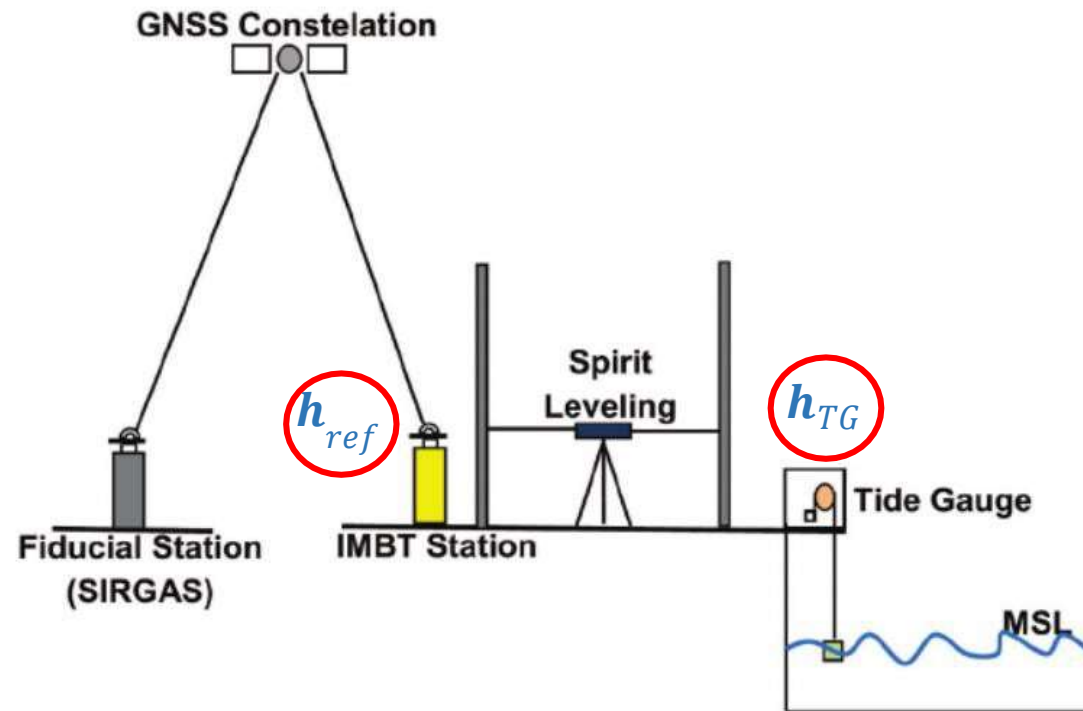 GNSS Constelation
h_ref
Spirit
Leveling
h_TG
Tide Gauge
Fiducial Station
(SIRGAS)
IMBT Station
MSL